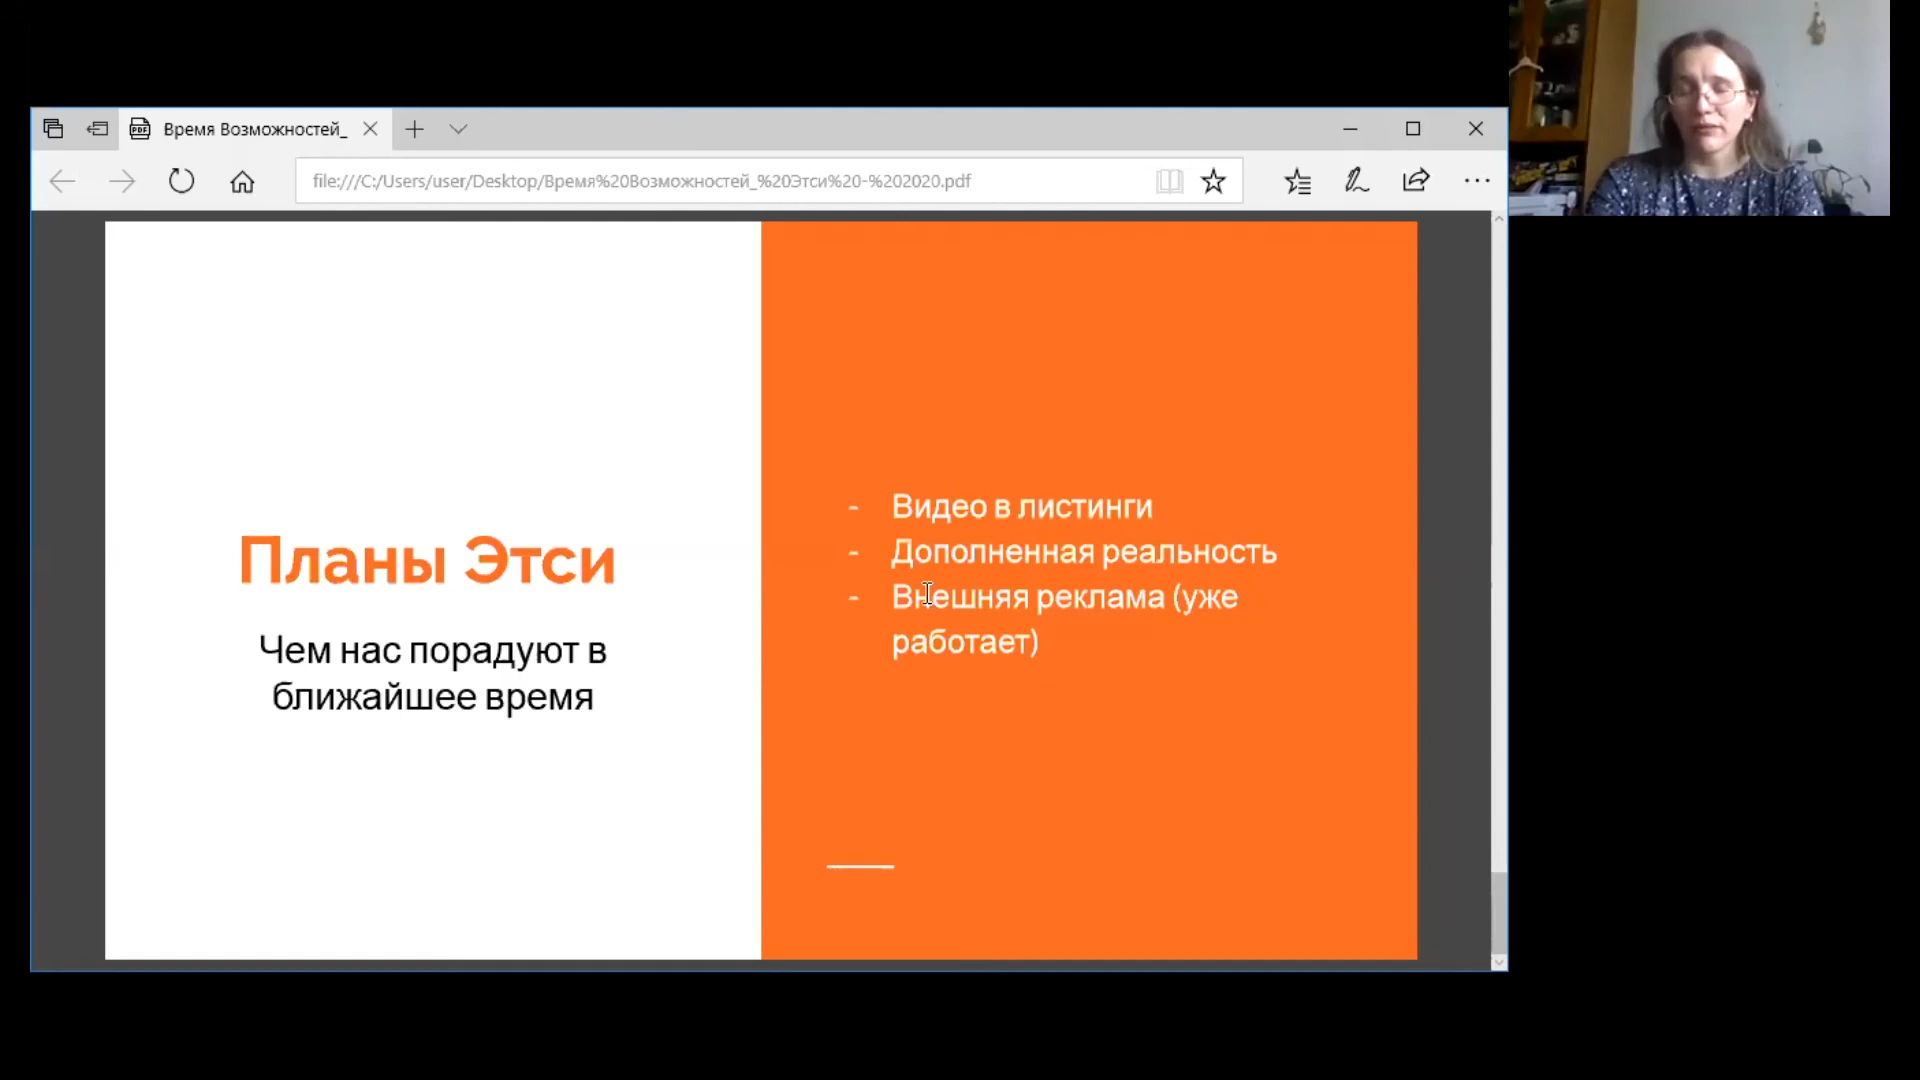 Время Возможностей_
file:///C:/Users/user/Desktop/Время%20Возможностей_%20Этси%20-%202020.pdf
Планы Этси
Чем нас порадуют в
ближайшее время
- Видео в листинги
- Дополненная реальность
- Внешняя реклама (уже
работает)